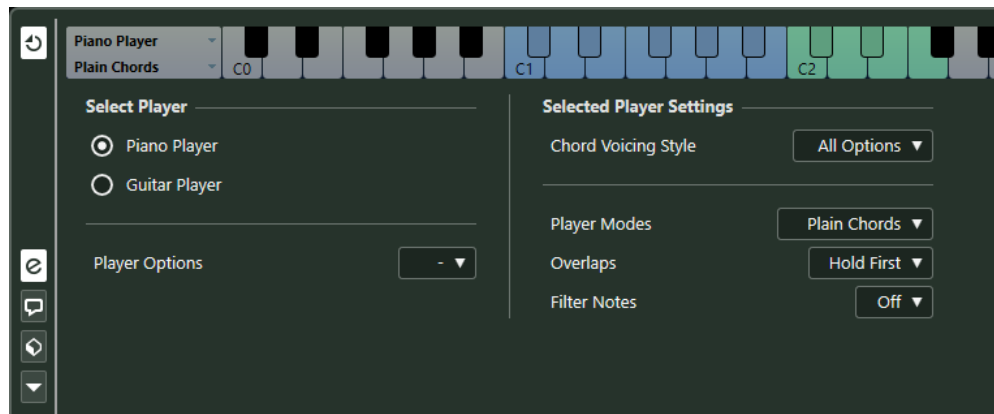 Piano Player
Plain Chords
C0 C1 C2
Select Player
Piano Player
Guitar Player
Player Options - ▼
Selected Player Settings
Chord Voicing Style All Options ▼
Player Modes Plain Chords ▼
Overlaps Hold First ▼
Filter Notes Off ▼